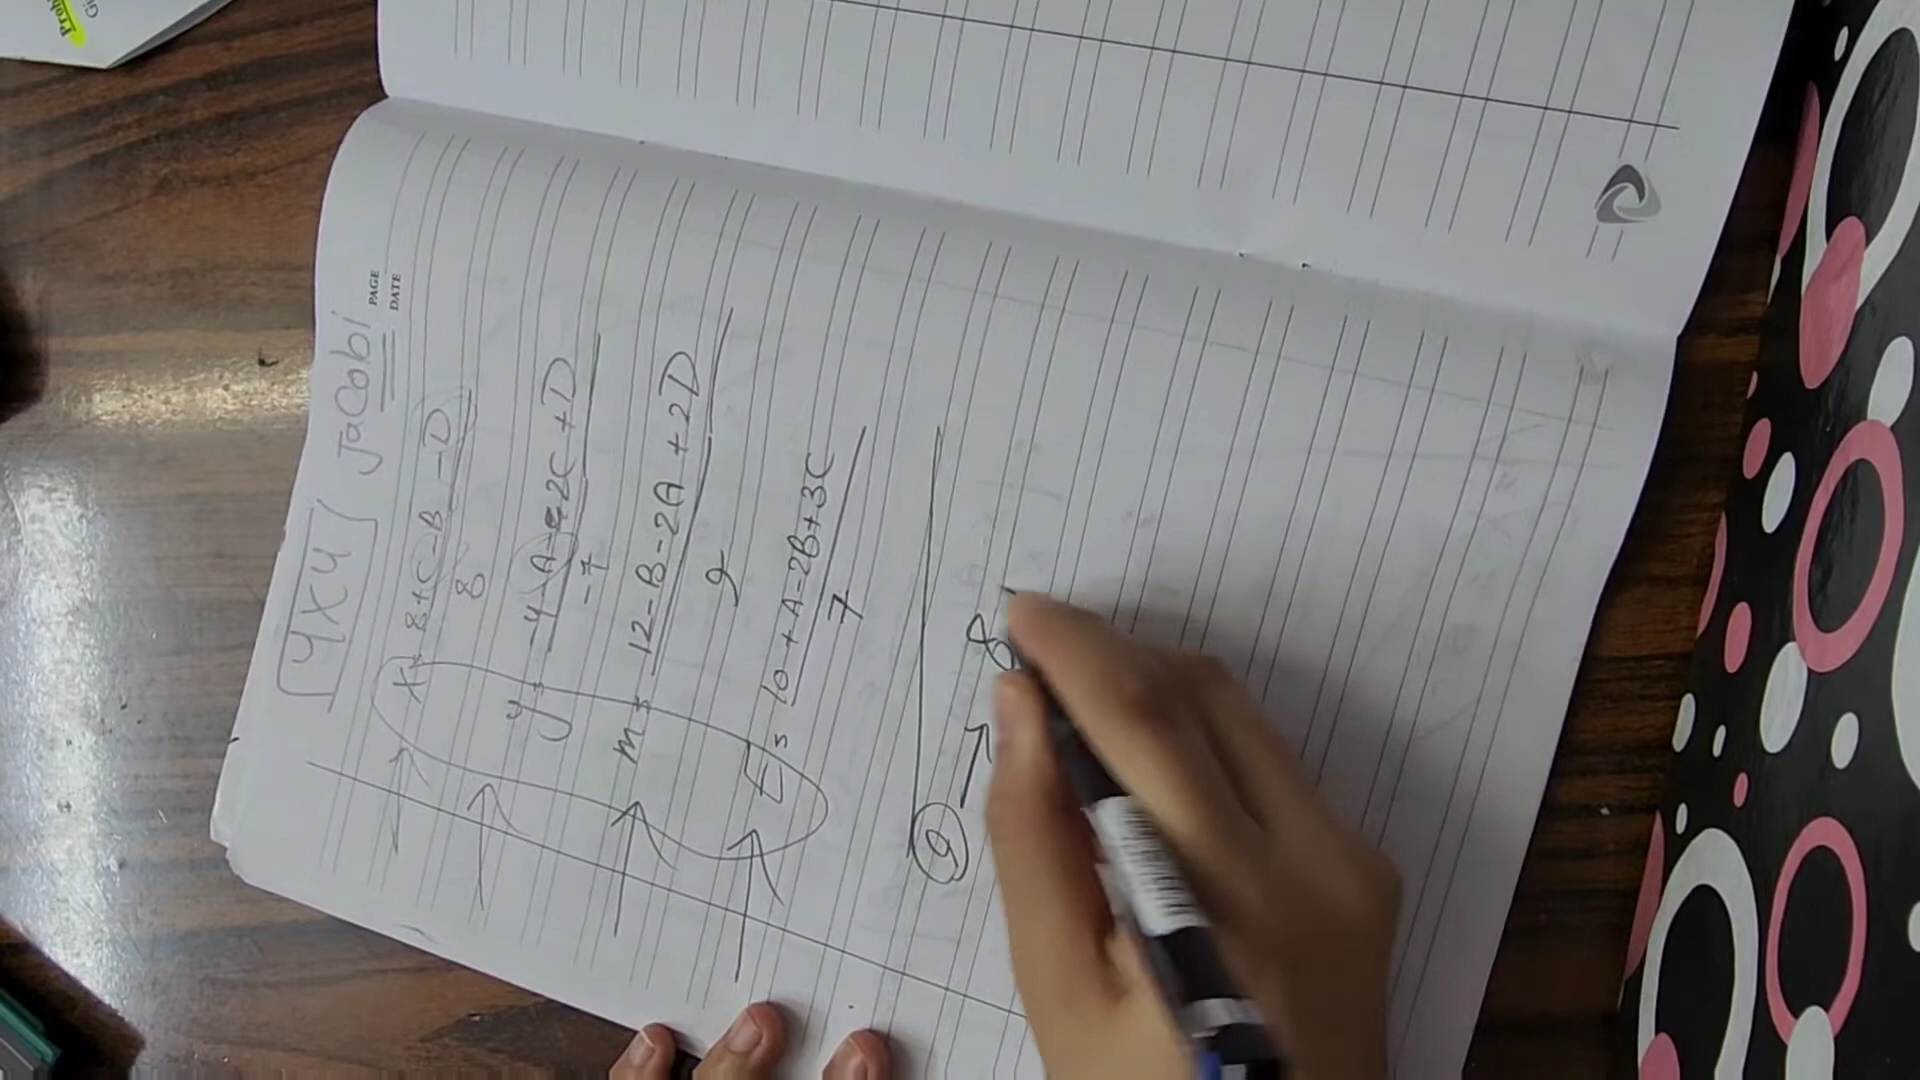 4x4 Jacobi
PAGE
DATE
X = 8+C-B-D
8
y = -4-A-2C+D
-7
m = 12-B-2A+2D
9
t = 10+A-2B+3C
7
9 → 8